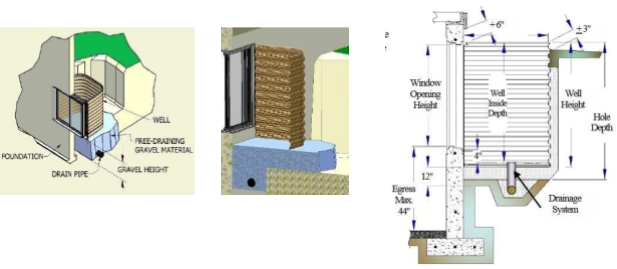 WELL
FREE-DRAINING
GRAVEL MATERIAL
FOUNDATION
DRAIN PIPE
GRAVEL HEIGHT
e
e
+6"
±3"
Window
Opening
Height
Well
Inside
Depth
Well
Height
Hole
Depth
4"
12"
Egress
Max.
44"
Drainage
System